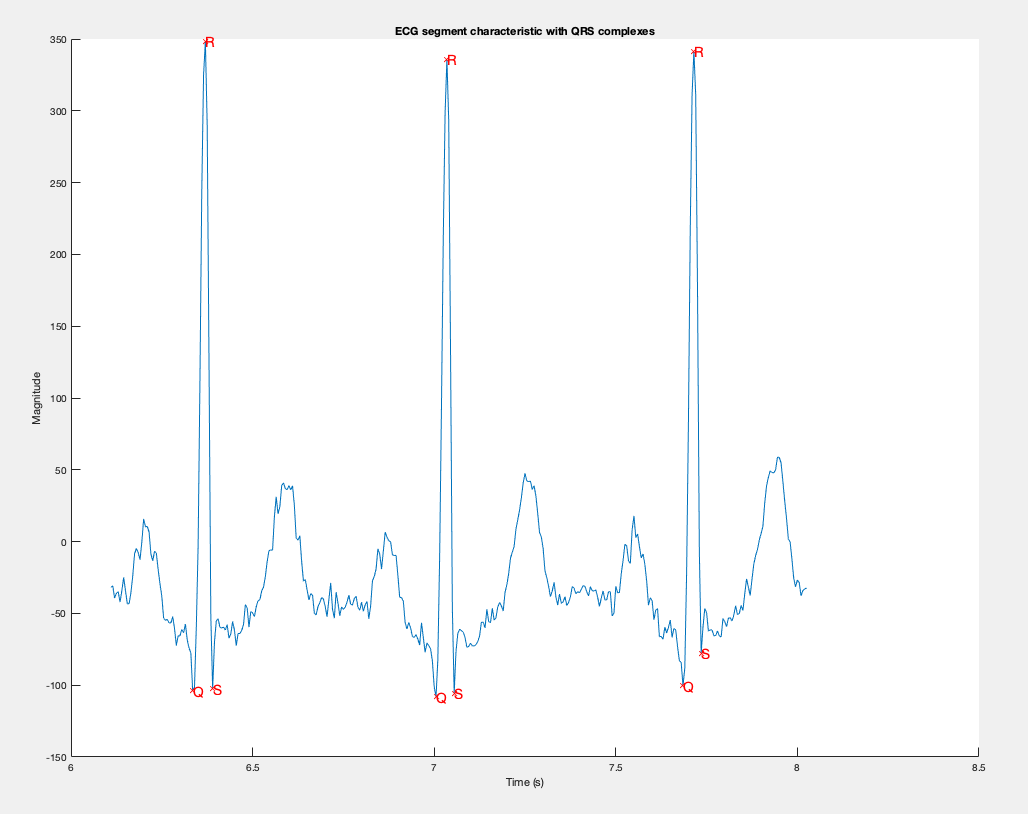 ECG segment characteristic with QRS complexes
350
300
250
200
150
100
50
0
-50
-100
-150
Magnitude
R
R
R
Q
S
Q
S
Q
S
6
6.5
7
7.5
8
8.5
Time (s)